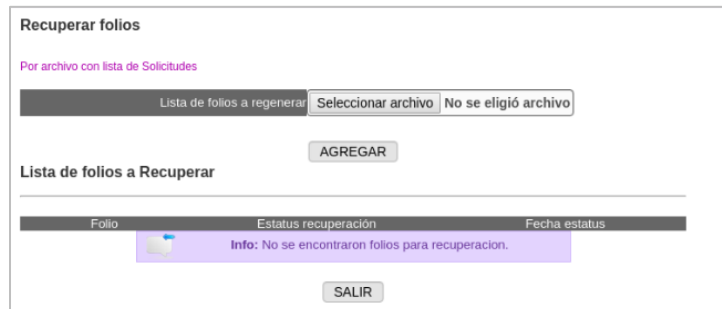 Recuperar folios
Por archivo con lista de Solicitudes
Lista de folios a regenerar Seleccionar archivo No se eligió archivo
AGREGAR
Lista de folios a Recuperar
Folio Estatus recuperación Fecha estatus
Info: No se encontraron folios para recuperacion.
SALIR